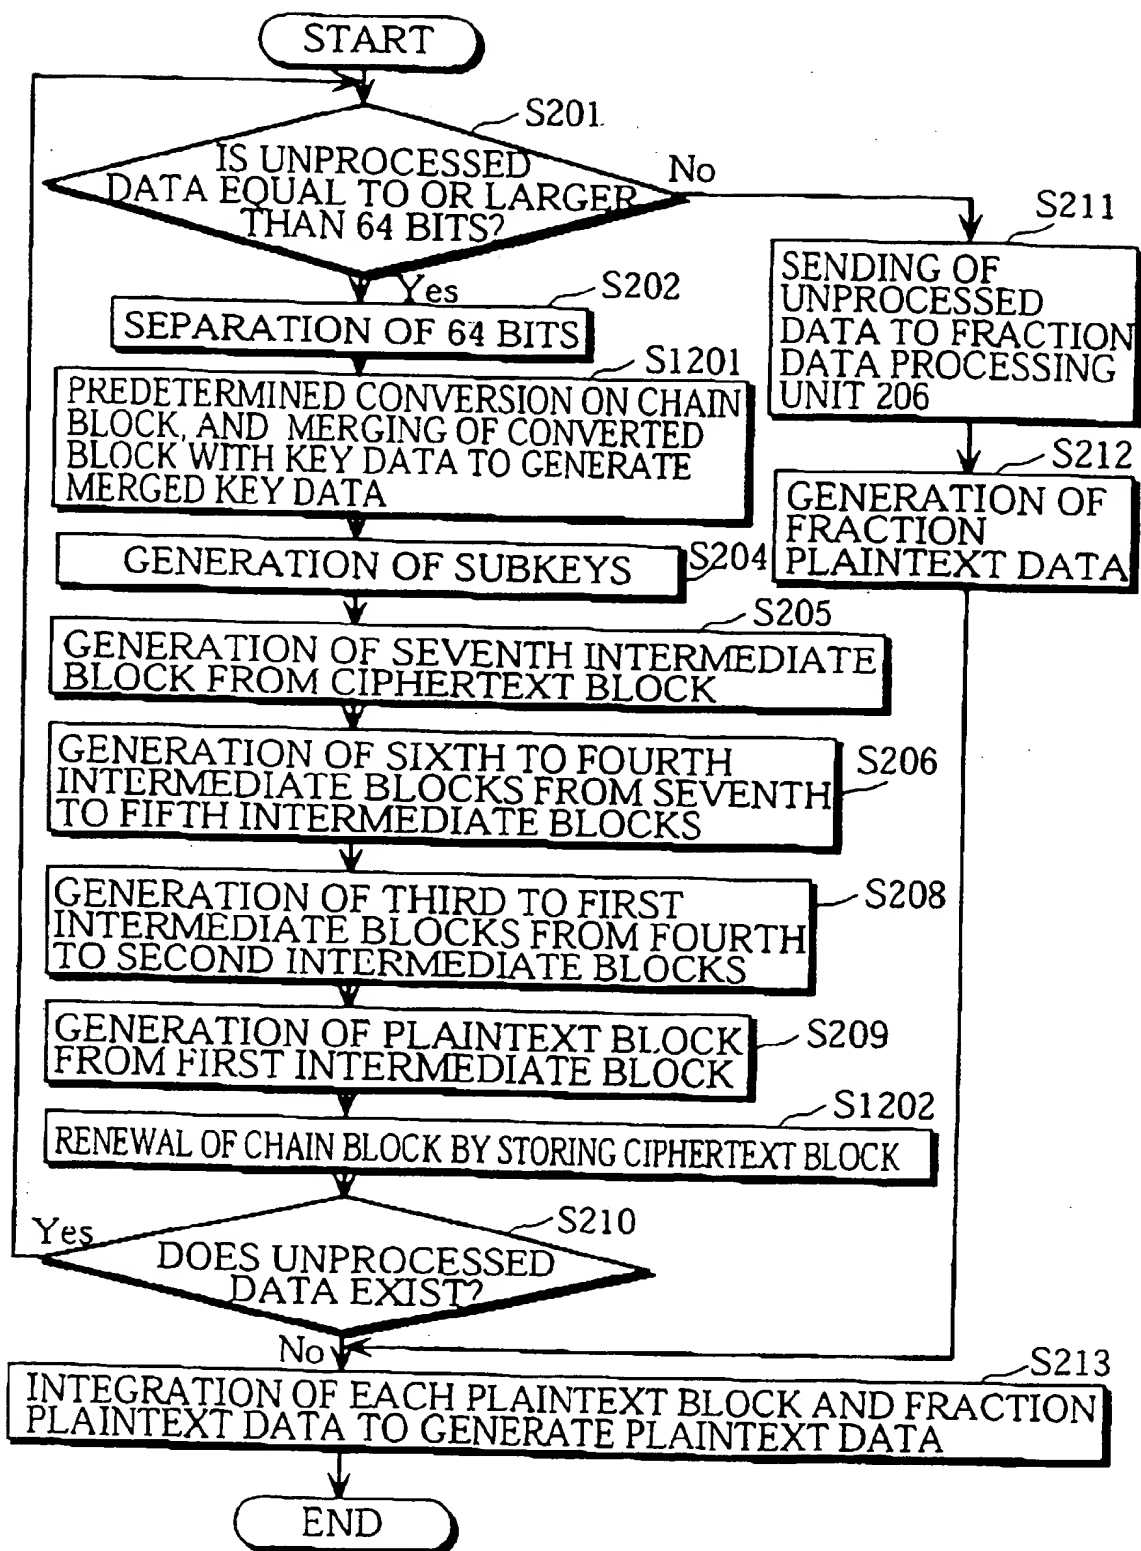 START
S201
IS UNPROCESSED
DATA EQUAL TO OR LARGER
THAN 64 BITS?
No
Yes
S202
SEPARATION OF 64 BITS
S1201
PREDETERMINED CONVERSION ON CHAIN
BLOCK, AND MERGING OF CONVERTED
BLOCK WITH KEY DATA TO GENERATE
MERGED KEY DATA
GENERATION OF SUBKEYS
S204
S205
GENERATION OF SEVENTH INTERMEDIATE
BLOCK FROM CIPHERTEXT BLOCK
GENERATION OF SIXTH TO FOURTH
INTERMEDIATE BLOCKS FROM SEVENTH
TO FIFTH INTERMEDIATE BLOCKS
S206
GENERATION OF THIRD TO FIRST
INTERMEDIATE BLOCKS FROM FOURTH
TO SECOND INTERMEDIATE BLOCKS
S208
GENERATION OF PLAINTEXT BLOCK
FROM FIRST INTERMEDIATE BLOCK
S209
S1202
RENEWAL OF CHAIN BLOCK BY STORING CIPHERTEXT BLOCK
S210
Yes
DOES UNPROCESSED
DATA EXIST?
No
S211
SENDING OF
UNPROCESSED
DATA TO FRACTION
DATA PROCESSING
UNIT 206
S212
GENERATION OF
FRACTION
PLAINTEXT DATA
S213
INTEGRATION OF EACH PLAINTEXT BLOCK AND FRACTION
PLAINTEXT DATA TO GENERATE PLAINTEXT DATA
END